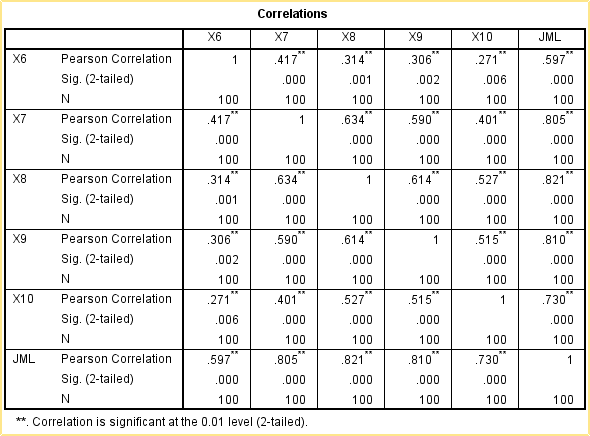 Correlations
X6 X7 X8 X9 X10 JML
X6 Pearson Correlation 1 .417** .314** .306** .271** .597**
Sig. (2-tailed) .000 .001 .002 .006 .000
N 100 100 100 100 100 100
X7 Pearson Correlation .417** 1 .634** .590** .401** .805**
Sig. (2-tailed) .000 .000 .000 .000 .000
N 100 100 100 100 100 100
X8 Pearson Correlation .314** .634** 1 .614** .527** .821**
Sig. (2-tailed) .001 .000 .000 .000 .000
N 100 100 100 100 100 100
X9 Pearson Correlation .306** .590** .614** 1 .515** .810**
Sig. (2-tailed) .002 .000 .000 .000 .000
N 100 100 100 100 100 100
X10 Pearson Correlation .271** .401** .527** .515** 1 .730**
Sig. (2-tailed) .006 .000 .000 .000 .000
N 100 100 100 100 100 100
JML Pearson Correlation .597** .805** .821** .810** .730** 1
Sig. (2-tailed) .000 .000 .000 .000 .000
N 100 100 100 100 100 100
**. Correlation is significant at the 0.01 level (2-tailed).